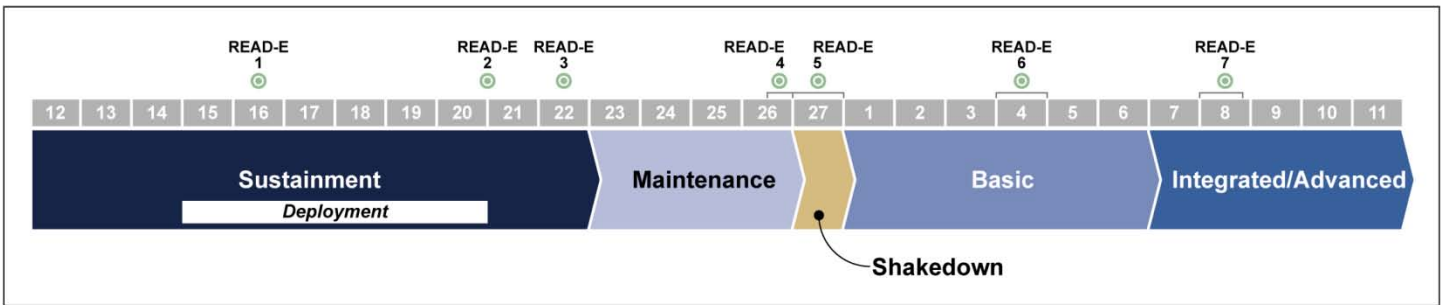 READ-E READ-E READ-E READ-E READ-E READ-E READ-E
1 2 3 4 5 6 7
12 13 14 15 16 17 18 19 20 21 22 23 24 25 26 27 1 2 3 4 5 6 7 8 9 10 11
Sustainment Maintenance Basic Integrated/Advanced
Deployment
Shakedown